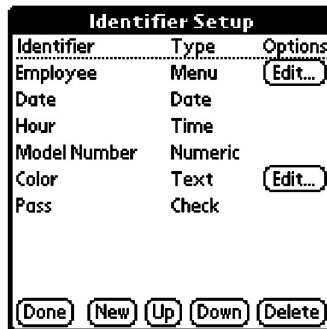 Identifier Setup
Identifier Type Options
Employee Menu Edit...
Date Date
Hour Time
Model Number Numeric
Color Text Edit...
Pass Check
Done New Up Down Delete